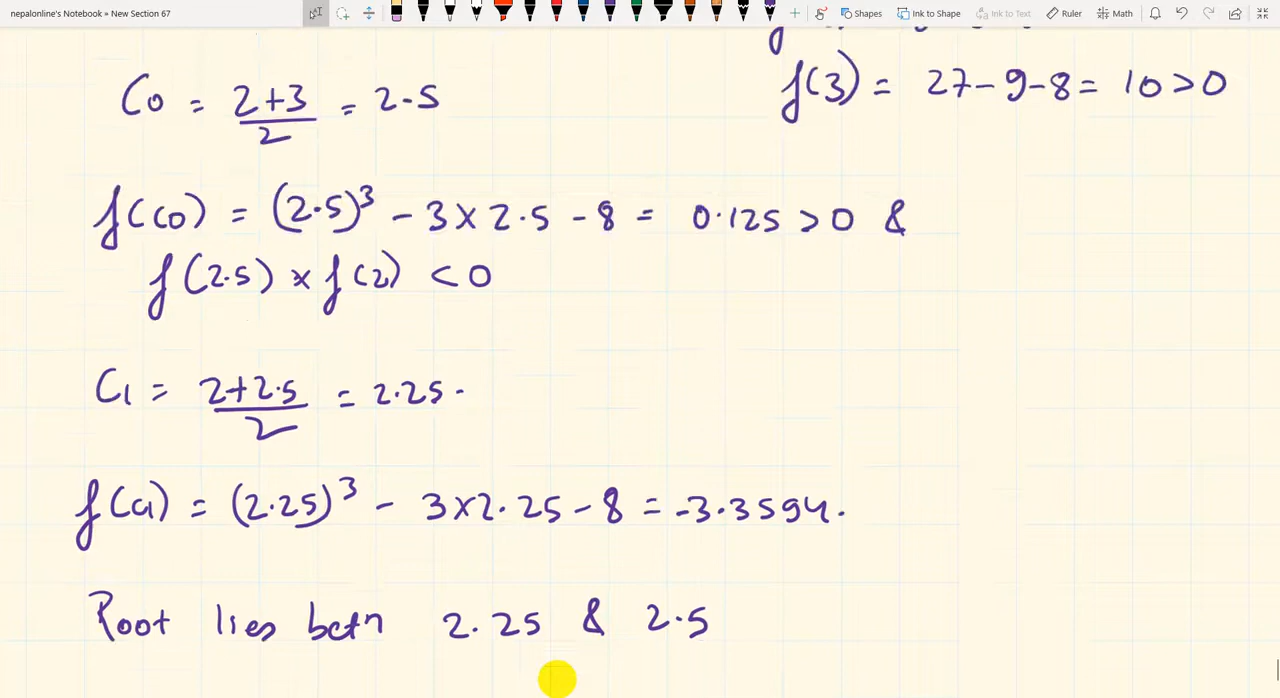 nepalonline's Notebook » New Section 67
Shapes Ink to Shape Ink to Text Ruler Math
f(3) = 27 - 9 - 8 = 10 > 0
C0 = 2+3/2 = 2.5
f(C0) = (2.5)³ - 3 × 2.5 - 8 = 0.125 > 0 &
f(2.5) × f(2) < 0
C1 = 2+2.5/2 = 2.25.
f(C1) = (2.25)³ - 3×2.25 - 8 = -3.3594.
Root lies betn 2.25 & 2.5